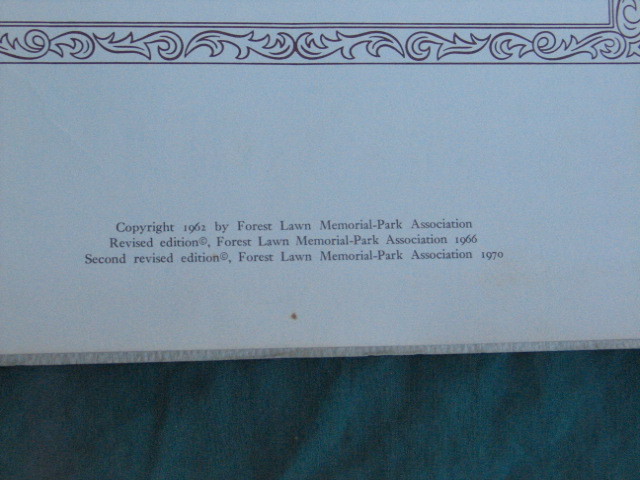 Copyright 1962 by Forest Lawn Memorial-Park Association
Revised edition©, Forest Lawn Memorial-Park Association 1966
Second revised edition©, Forest Lawn Memorial-Park Association 1970